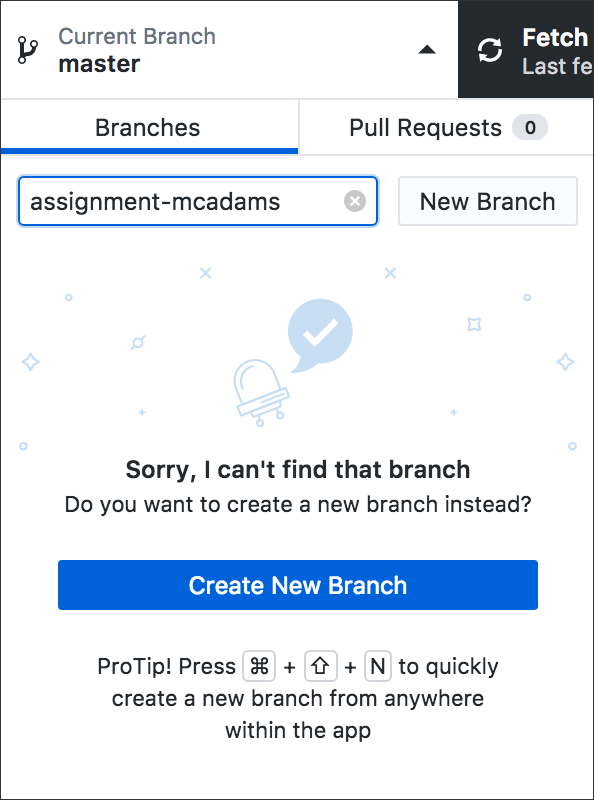 Current Branch
master
Fetch
Last fe
Branches
Pull Requests 0
assignment-mcadams
New Branch
Sorry, I can't find that branch
Do you want to create a new branch instead?
Create New Branch
ProTip! Press ⌘ + ⇧ + N to quickly
create a new branch from anywhere
within the app